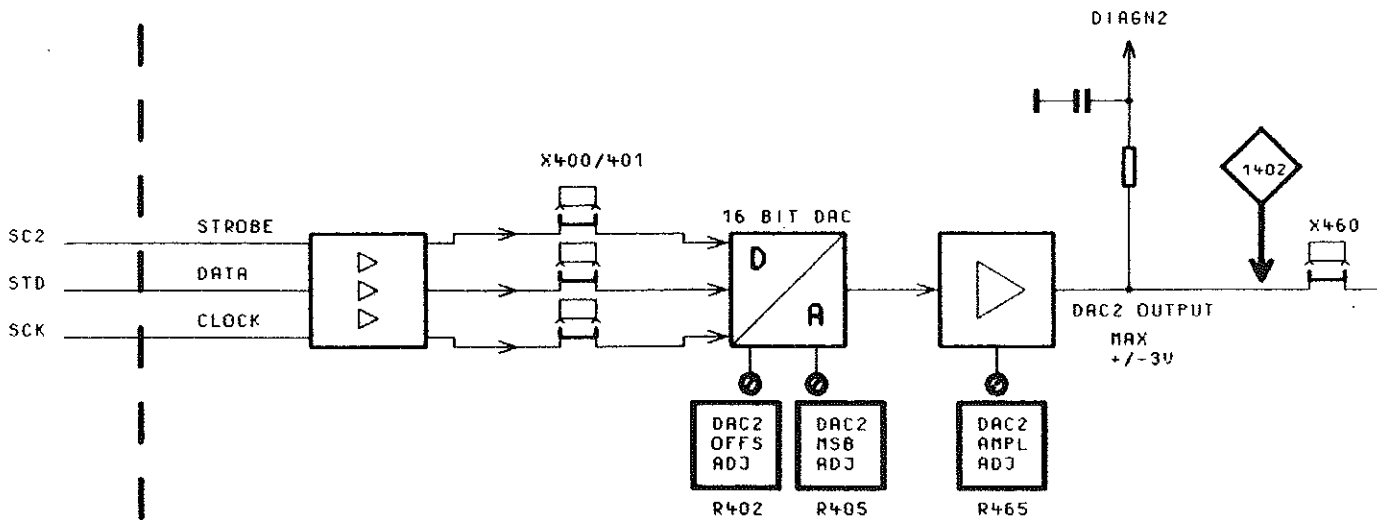 DIAGN2
X400/401
1402
16 BIT DAC
X460
SC2
STROBE
STD
DATA
SCK
CLOCK
D
A
DAC2 OUTPUT
MAX
+/-3V
DAC2
OFFS
ADJ
DAC2
MSB
ADJ
DAC2
AMPL
ADJ
R402
R405
R465